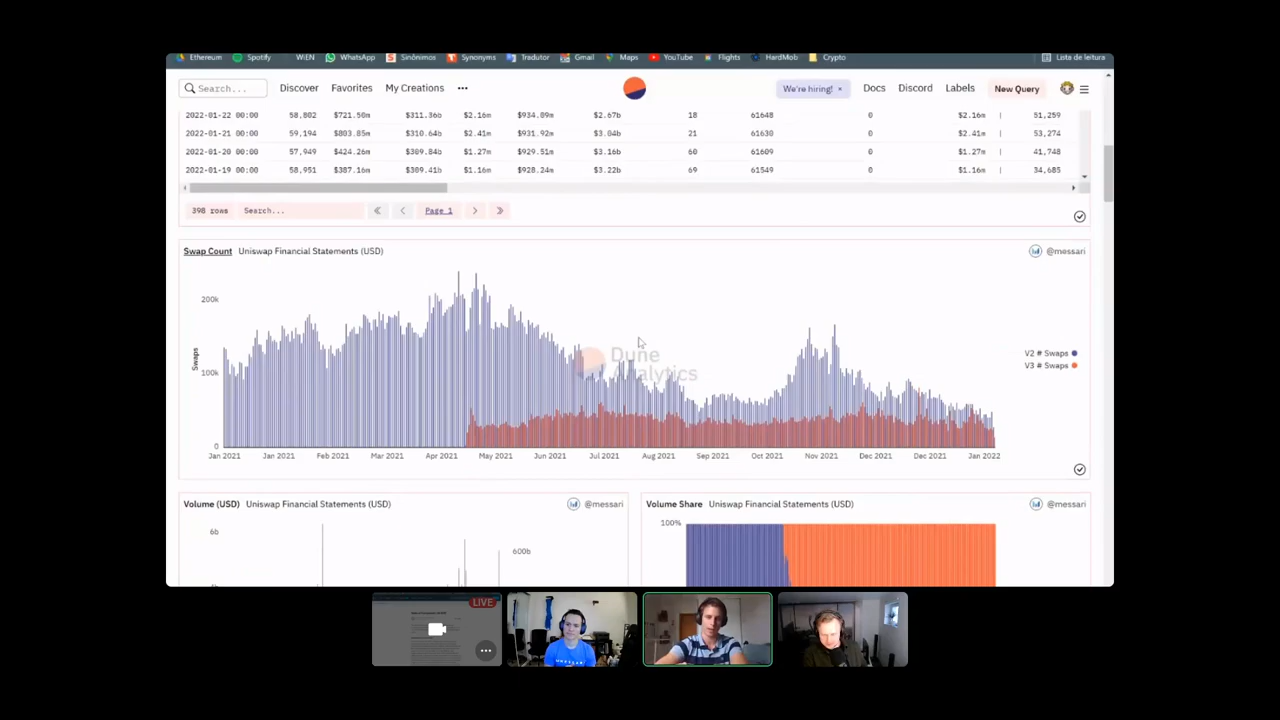 Ethereum Spotify WiEN WhatsApp Sinônimos Synonyms Tradutor Gmail Maps YouTube Flights HardMob Crypto Lista de leitura
Search... Discover Favorites My Creations ••• We're hiring! × Docs Discord Labels New Query
2022-01-22 00:00 58,802 $721.50m $311.36b $2.16m $934.09m $2.67b 18 61648 0 $2.16m | 51,259
2022-01-21 00:00 59,194 $803.85m $310.64b $2.41m $931.92m $3.04b 21 61630 0 $2.41m | 53,274
2022-01-20 00:00 57,949 $424.26m $309.84b $1.27m $929.51m $3.16b 60 61609 0 $1.27m | 41,748
2022-01-19 00:00 58,951 $387.16m $309.41b $1.16m $928.24m $3.22b 69 61549 0 $1.16m | 34,685
398 rows Search... « ‹ Page 1 › »
Swap Count Uniswap Financial Statements (USD) @messari
200k
100k
0
Swaps
Dune
Analytics
V2 # Swaps
V3 # Swaps
Jan 2021 Jan 2021 Feb 2021 Mar 2021 Apr 2021 May 2021 Jun 2021 Jul 2021 Aug 2021 Sep 2021 Oct 2021 Nov 2021 Dec 2021 Dec 2021 Jan 2022
Volume (USD) Uniswap Financial Statements (USD) @messari
6b
600b
Volume Share Uniswap Financial Statements (USD) @messari
100%
LIVE